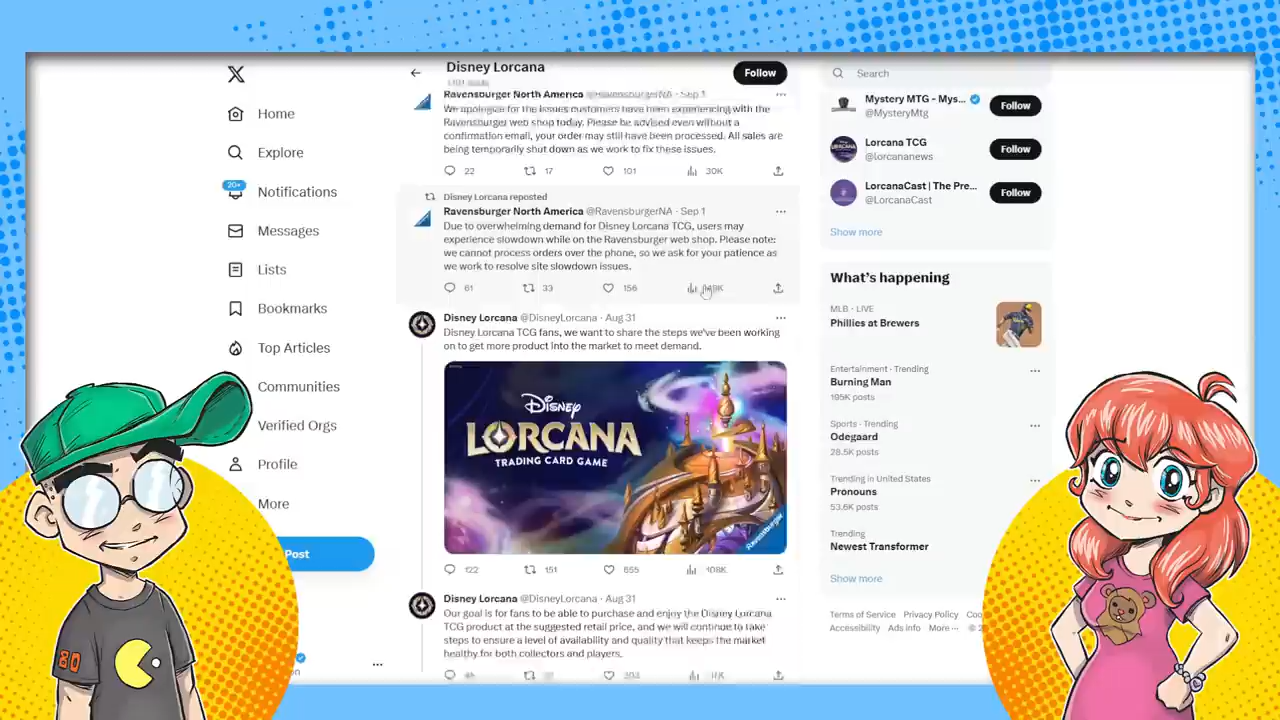 Home
Explore
20+
Notifications
Messages
Lists
Bookmarks
Top Articles
Communities
Verified Orgs
Profile
More
Post
Disney Lorcana
Follow
Ravensburger North America @RavensburgerNA · Sep 1
We apologize for the issues customers have been experiencing with the
Ravensburger web shop today. Please be advised even without a
confirmation email, your order may still have been processed. All sales are
being temporarily shut down as we work to fix these issues.
22 17 101 30K
Disney Lorcana reposted
Ravensburger North America @RavensburgerNA · Sep 1
Due to overwhelming demand for Disney Lorcana TCG, users may
experience slowdown while on the Ravensburger web shop. Please note:
we cannot process orders over the phone, so we ask for your patience as
we work to resolve site slowdown issues.
61 33 156
Disney Lorcana @DisneyLorcana · Aug 31
Disney Lorcana TCG fans, we want to share the steps we've been working
on to get more product into the market to meet demand.
Disney
LORCANA
TRADING CARD GAME
Ravensburger
122 151 655 108K
Disney Lorcana @DisneyLorcana · Aug 31
Our goal is for fans to be able to purchase and enjoy the Disney Lorcana
TCG product at the suggested retail price, and we will continue to take
steps to ensure a level of availability and quality that keeps the market
healthy for both collectors and players.
Search
Mystery MTG - Mys...
@MysteryMtg
Follow
Lorcana TCG
@lorcananews
Follow
LorcanaCast | The Pre...
@LorcanaCast
Follow
Show more
What's happening
MLB · LIVE
Phillies at Brewers
Entertainment · Trending
Burning Man
195K posts
Sports · Trending
Odegaard
28.5K posts
Trending in United States
Pronouns
53.6K posts
Trending
Newest Transformer
Show more
Terms of Service Privacy Policy
Accessibility Ads info More ···
80